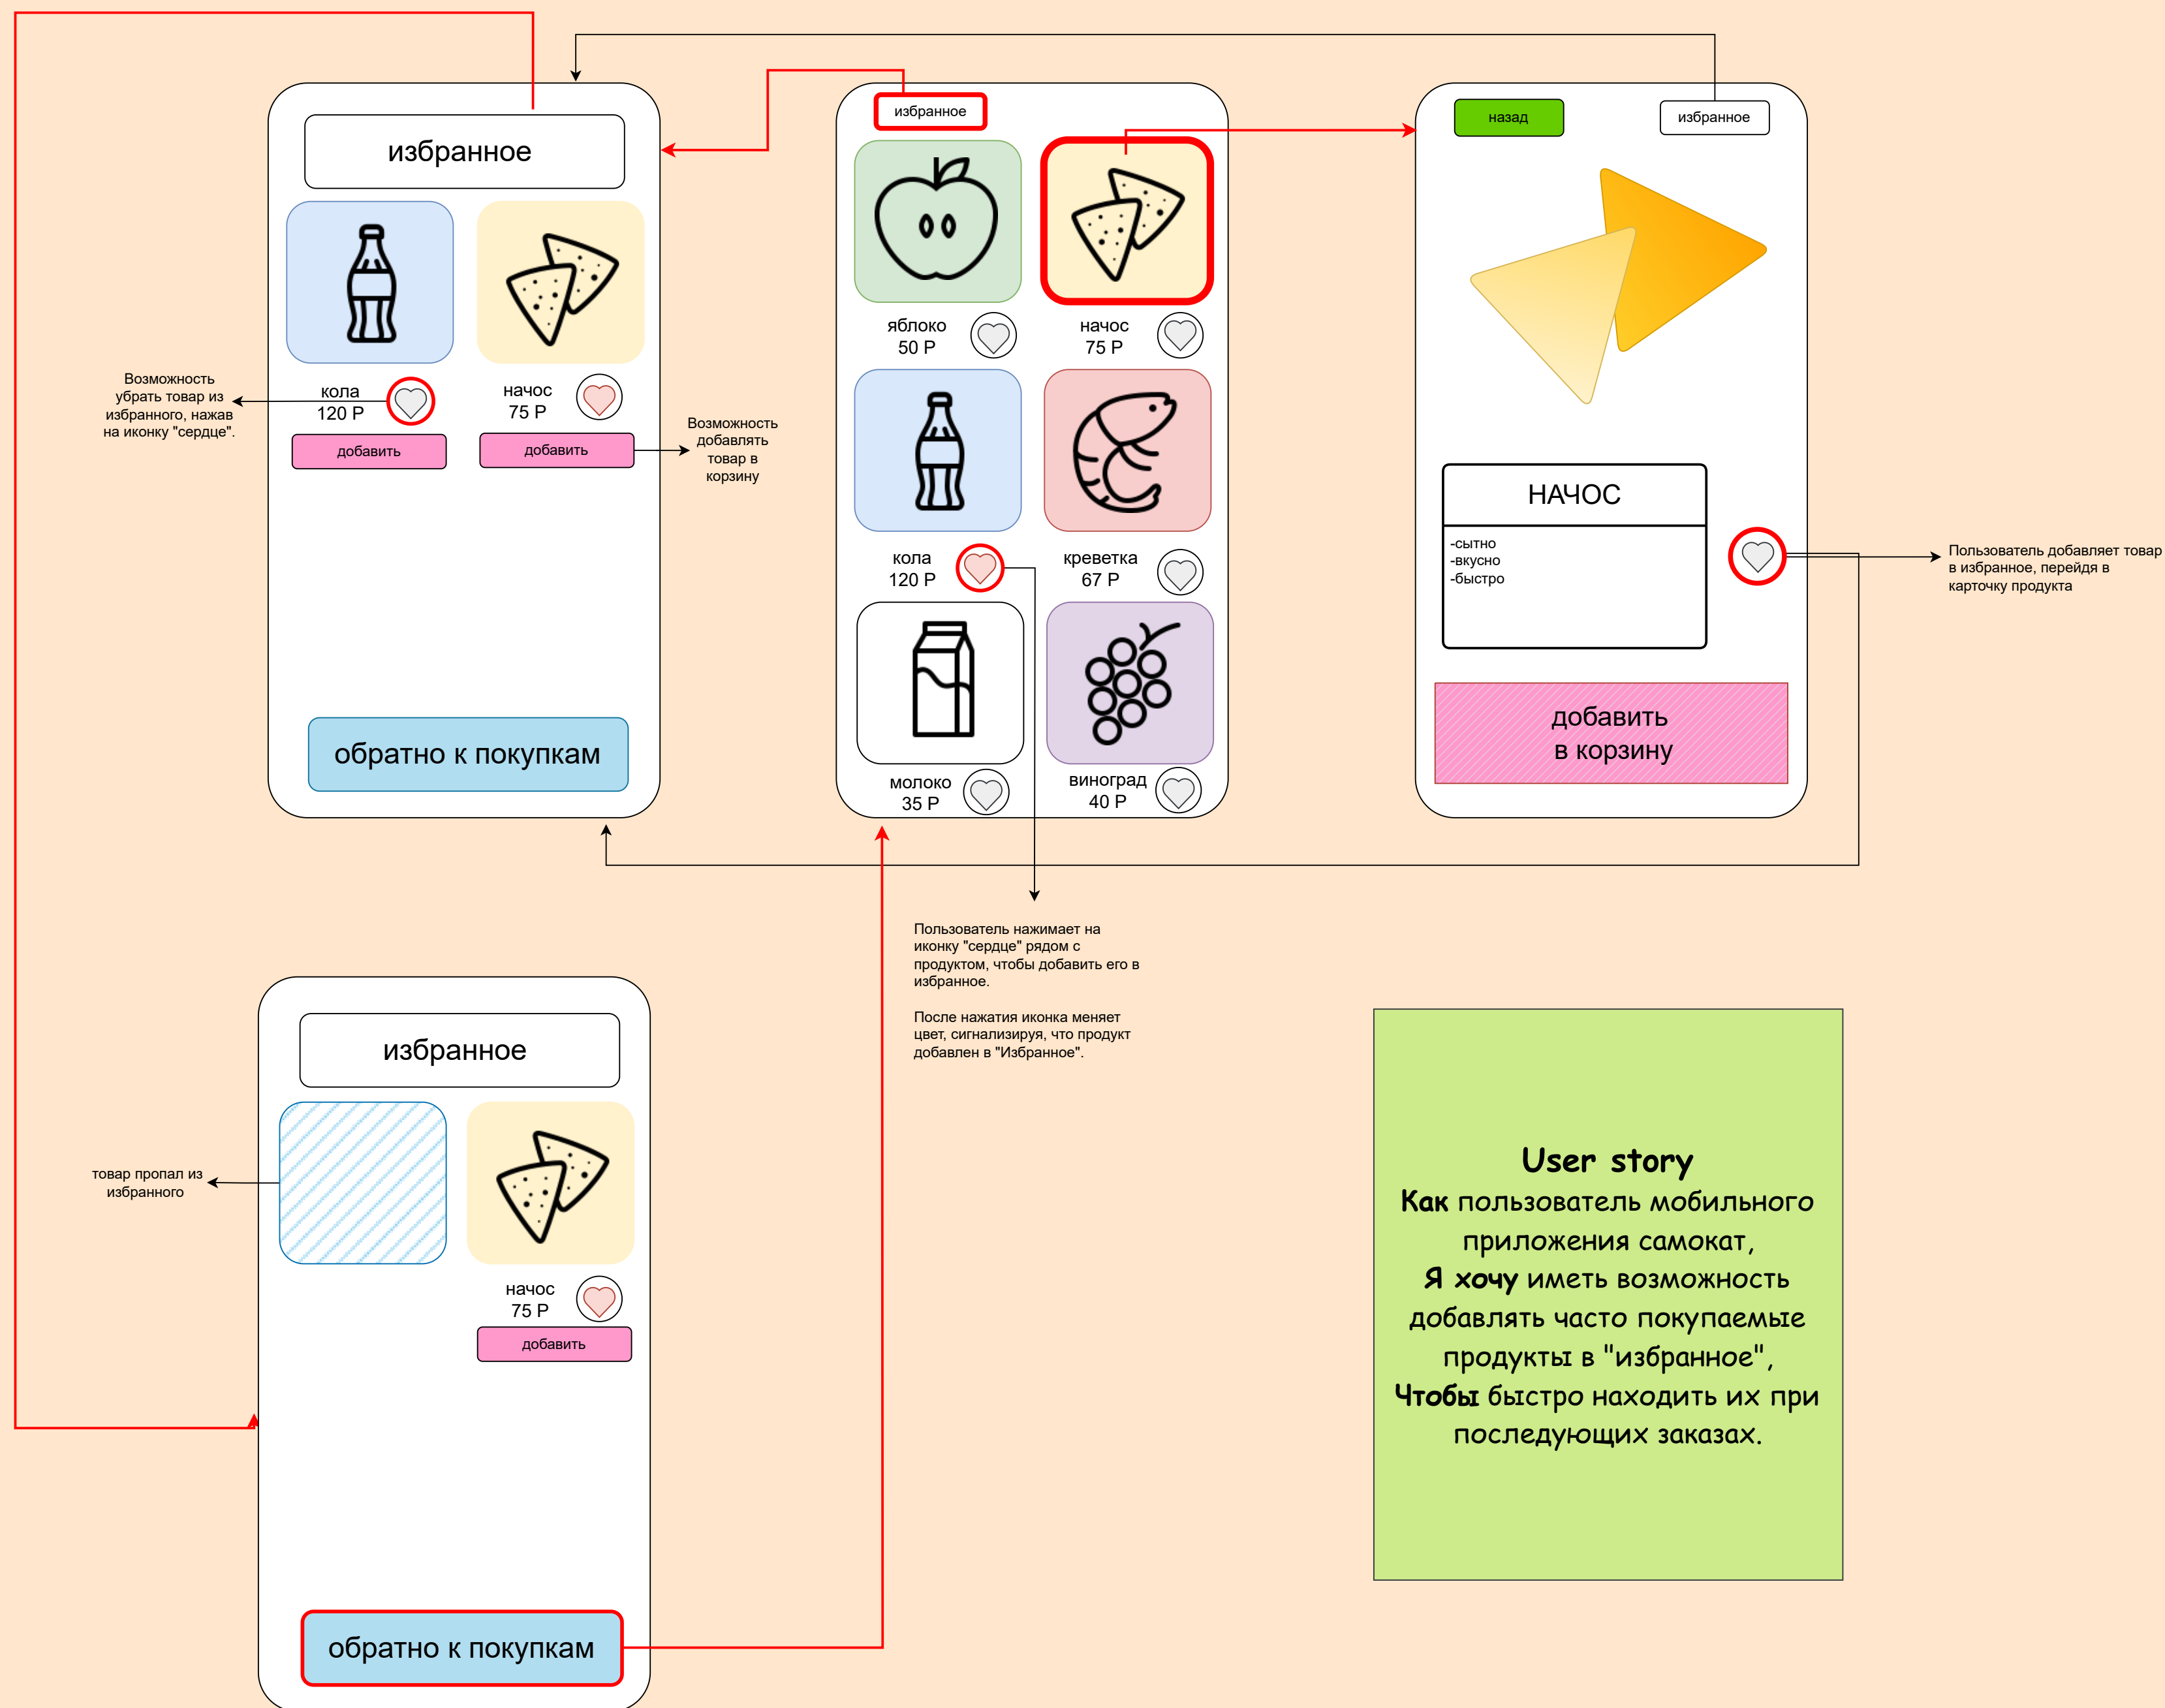 избранное
кола
120 Р
начос
75 Р
добавить
добавить
обратно к покупкам
Возможность
убрать товар из
избранного, нажав
на иконку "сердце".
Возможность
добавлять
товар в
корзину
избранное
яблоко
50 Р
начос
75 Р
кола
120 Р
креветка
67 Р
молоко
35 Р
виноград
40 Р
назад
избранное
НАЧОС
-сытно
-вкусно
-быстро
добавить
в корзину
Пользователь добавляет товар
в избранное, перейдя в
карточку продукта
Пользователь нажимает на
иконку "сердце" рядом с
продуктом, чтобы добавить его в
избранное.
После нажатия иконка меняет
цвет, сигнализируя, что продукт
добавлен в "Избранное".
избранное
товар пропал из
избранного
начос
75 Р
добавить
обратно к покупкам
User story
Как пользователь мобильного
приложения самокат,
Я хочу иметь возможность
добавлять часто покупаемые
продукты в "избранное",
Чтобы быстро находить их при
последующих заказах.